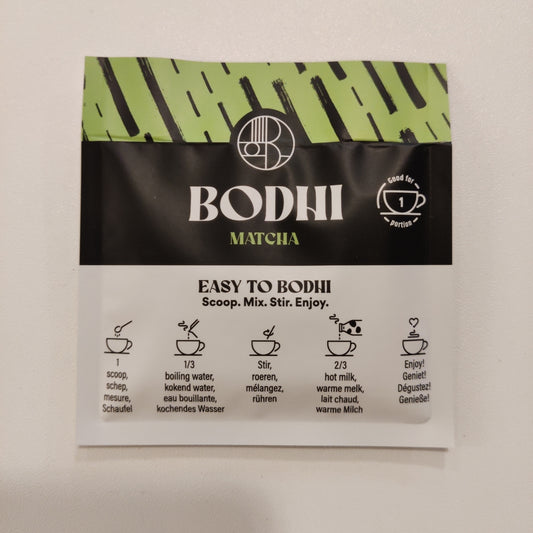 B
BODHI
MATCHA
Good for
1
portion
EASY TO BODHI
Scoop. Mix. Stir. Enjoy.
1
scoop,
schep,
mesure,
Schaufel
1/3
boiling water,
kokend water,
eau bouillante,
kochendes Wasser
Stir,
roeren,
mélangez,
rühren
2/3
hot milk,
warme melk,
lait chaud,
warme Milch
Enjoy!
Geniet!
Dégustez!
Genieße!